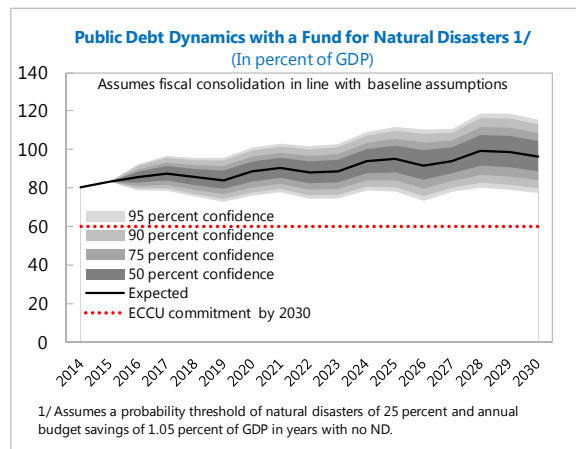 Public Debt Dynamics with a Fund for Natural Disasters 1/
(In percent of GDP)
140
Assumes fiscal consolidation in line with baseline assumptions
120
100
80
60
40
20
0
95 percent confidence
90 percent confidence
75 percent confidence
50 percent confidence
Expected
ECCU commitment by 2030
2014
2015
2016
2017
2018
2019
2020
2021
2022
2023
2024
2025
2026
2027
2028
2029
2030
1/ Assumes a probability threshold of natural disasters of 25 percent and annual
budget savings of 1.05 percent of GDP in years with no ND.